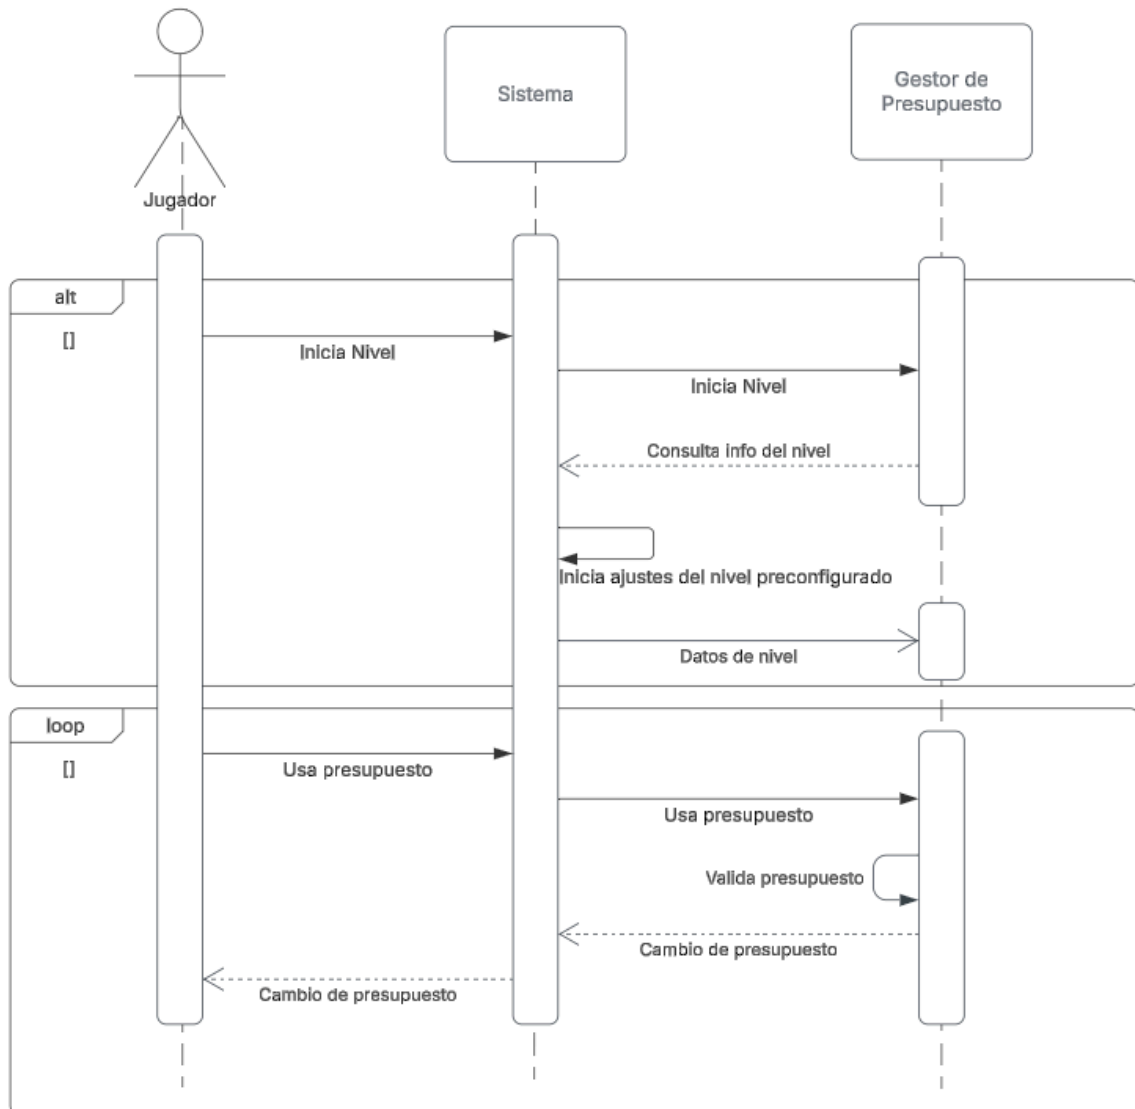 Sistema
Gestor de
Presupuesto
Jugador
alt
[]
Inicia Nivel
Inicia Nivel
Consulta info del nivel
Inicia ajustes del nivel preconfigurado
Datos de nivel
loop
[]
Usa presupuesto
Usa presupuesto
Valida presupuesto
Cambio de presupuesto
Cambio de presupuesto